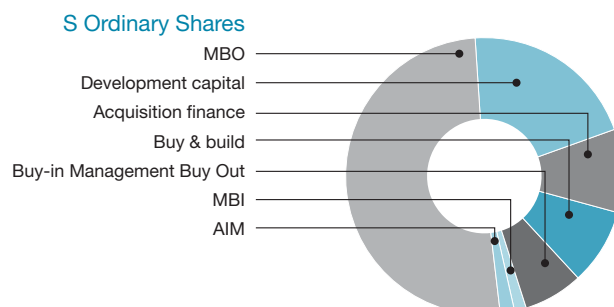 S Ordinary Shares
MBO
Development capital
Acquisition finance
Buy & build
Buy-in Management Buy Out
MBI
AIM